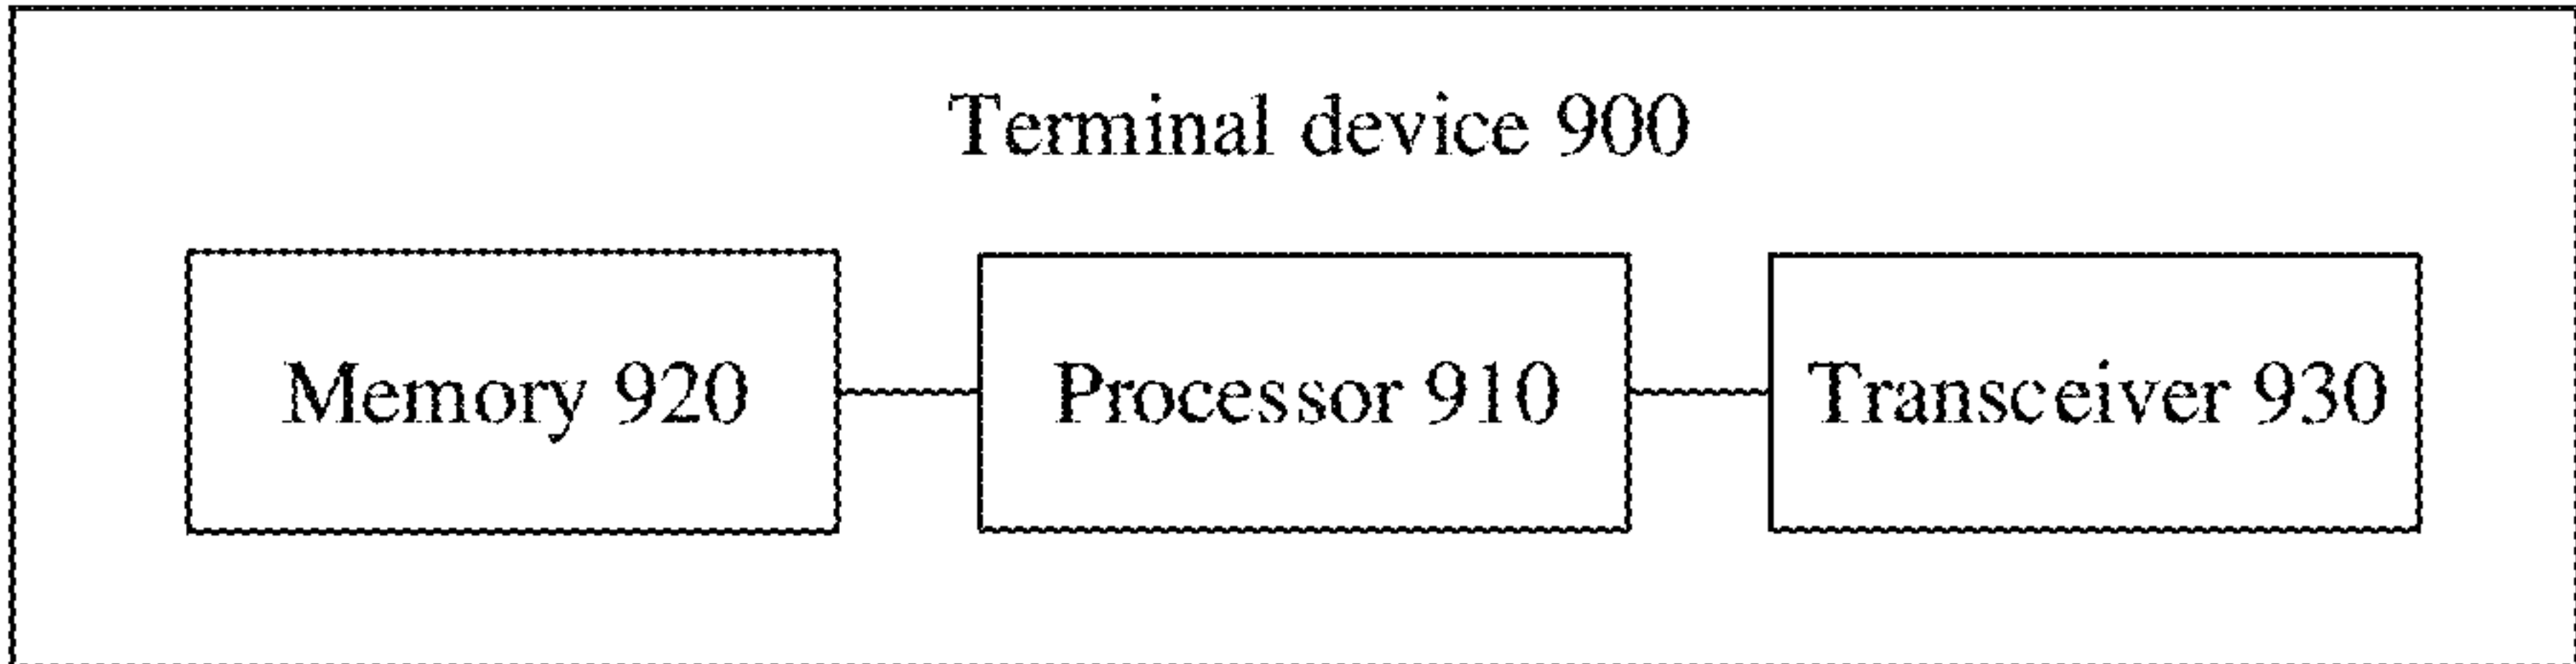 Terminal device 900
Memory 920
Processor 910
Transceiver 930